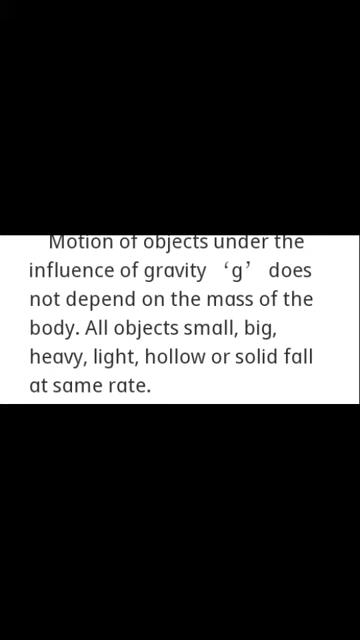 Motion of objects under the
influence of gravity ‘g’ does
not depend on the mass of the
body. All objects small, big,
heavy, light, hollow or solid fall
at same rate.